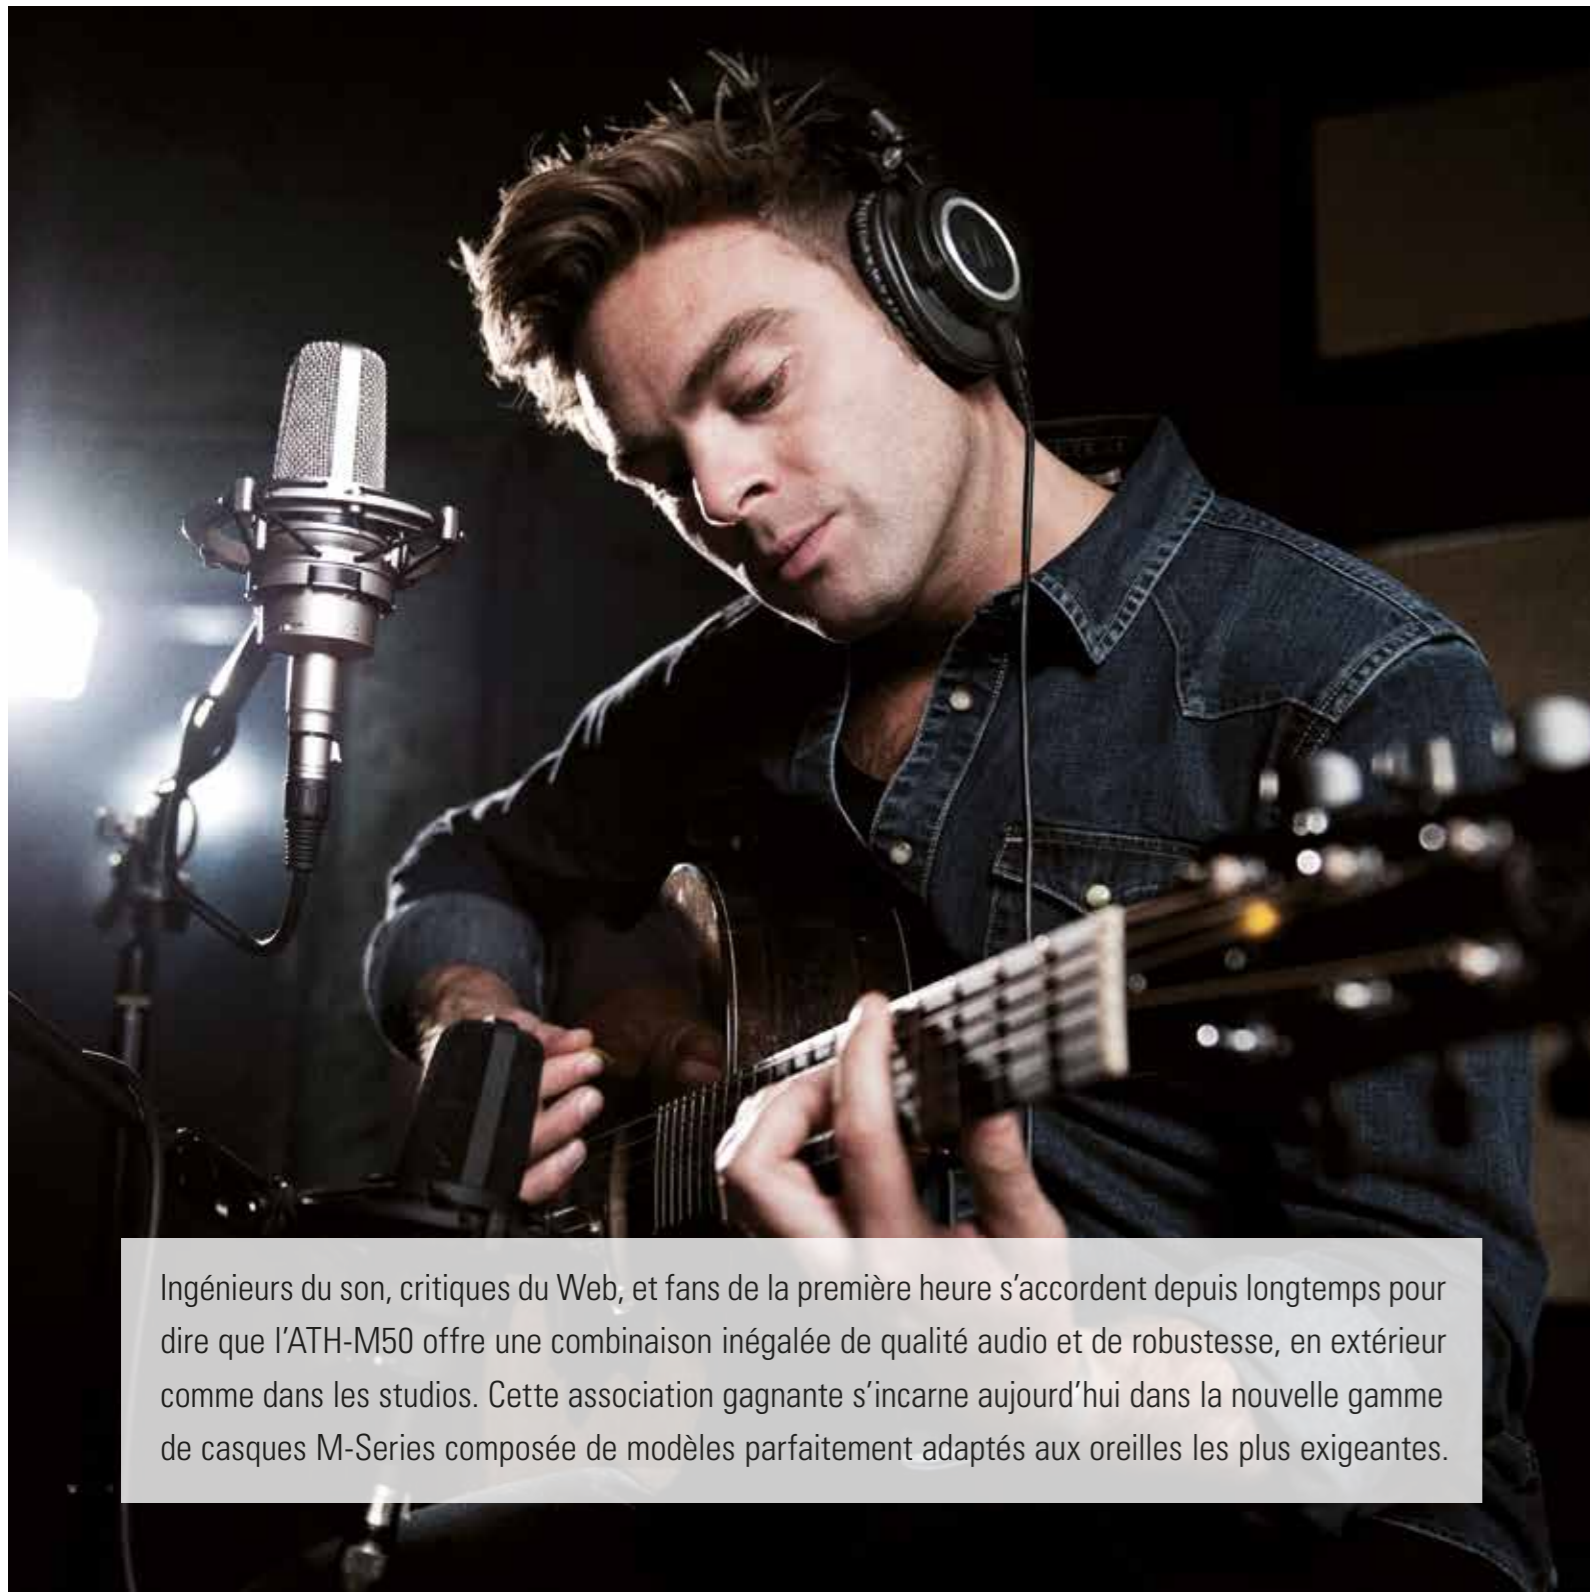 Ingénieurs du son, critiques du Web, et fans de la première heure s’accordent depuis longtemps pour
dire que l’ATH-M50 offre une combinaison inégalée de qualité audio et de robustesse, en extérieur
comme dans les studios. Cette association gagnante s’incarne aujourd’hui dans la nouvelle gamme
de casques M-Series composée de modèles parfaitement adaptés aux oreilles les plus exigeantes.